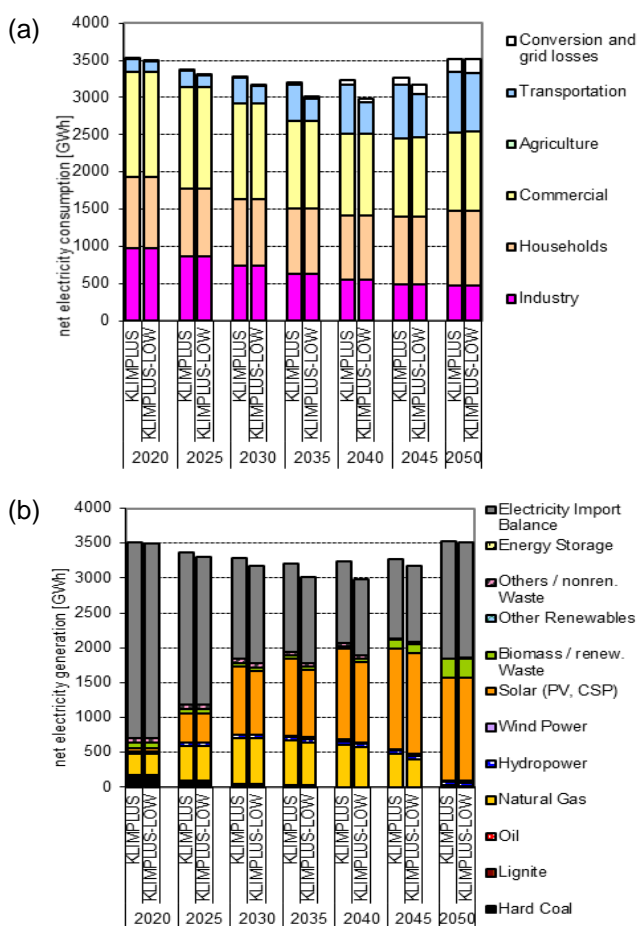 (a)
net electricity consumption [GWh]
4000
3500
3000
2500
2000
1500
1000
500
0
KLIMPLUS
KLIMPLUS-LOW
KLIMPLUS
KLIMPLUS-LOW
KLIMPLUS
KLIMPLUS-LOW
KLIMPLUS
KLIMPLUS-LOW
KLIMPLUS
KLIMPLUS-LOW
KLIMPLUS
KLIMPLUS-LOW
KLIMPLUS
KLIMPLUS-LOW
2020 2025 2030 2035 2040 2045 2050
Conversion and
grid losses
Transportation
Agriculture
Commercial
Households
Industry
(b)
net electricity generation [GWh]
4000
3500
3000
2500
2000
1500
1000
500
0
KLIMPLUS
KLIMPLUS-LOW
KLIMPLUS
KLIMPLUS-LOW
KLIMPLUS
KLIMPLUS-LOW
KLIMPLUS
KLIMPLUS-LOW
KLIMPLUS
KLIMPLUS-LOW
KLIMPLUS
KLIMPLUS-LOW
KLIMPLUS
KLIMPLUS-LOW
2020 2025 2030 2035 2040 2045 2050
Electricity Import
Balance
Energy Storage
Others / nonren.
Waste
Other Renewables
Biomass / renew.
Waste
Solar (PV, CSP)
Wind Power
Hydropower
Natural Gas
Oil
Lignite
Hard Coal